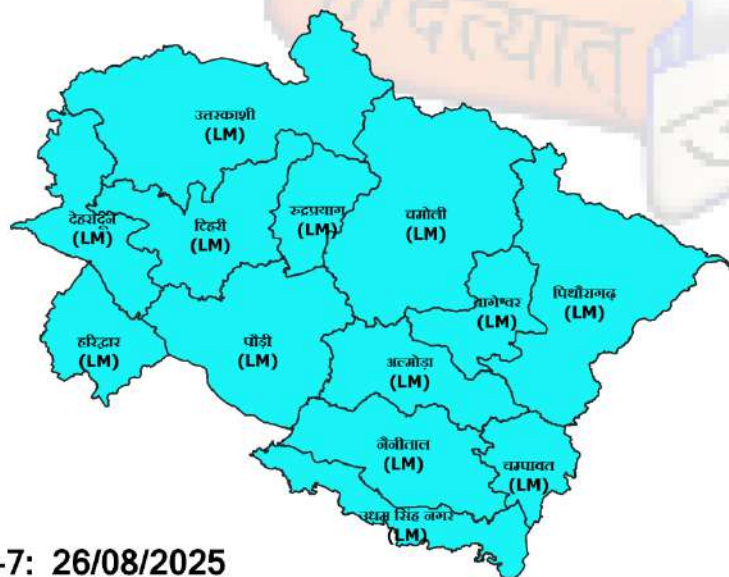 दित्यात
उत्तरकाशी
(LM)
देहरादून
(LM)
टिहरी
(LM)
रुद्रप्रयाग
(LM)
चमोली
(LM)
बागेश्वर
(LM)
पिथौरागढ़
(LM)
हरिद्वार
(LM)
पौड़ी
(LM)
अल्मोड़ा
(LM)
नैनीताल
(LM)
चम्पावत
(LM)
उधम सिंह नगर
(LM)
-7: 26/08/2025